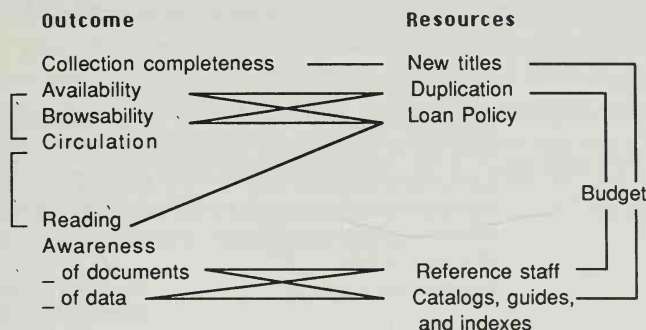 Outcome Resources
Collection completeness New titles
Availability Duplication
Browsability Loan Policy
Circulation
Budget
Reading
Awareness
_ of documents Reference staff
_ of data Catalogs, guides,
and indexes